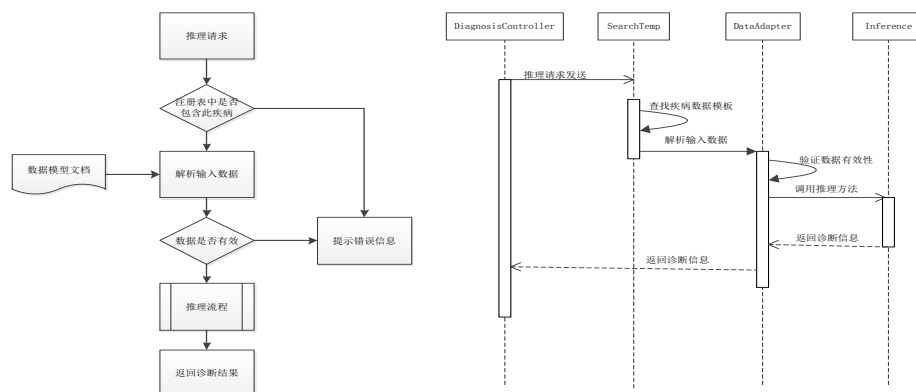 推理请求
注册表中是否
包含此疾病
数据模型文档
解析输入数据
数据是否有效
提示错误信息
推理流程
返回诊断结果
DiagnosisController
SearchTemp
DataAdapter
Inference
推理请求发送
查找疾病数据模板
解析输入数据
验证数据有效性
调用推理方法
返回诊断信息
返回诊断信息